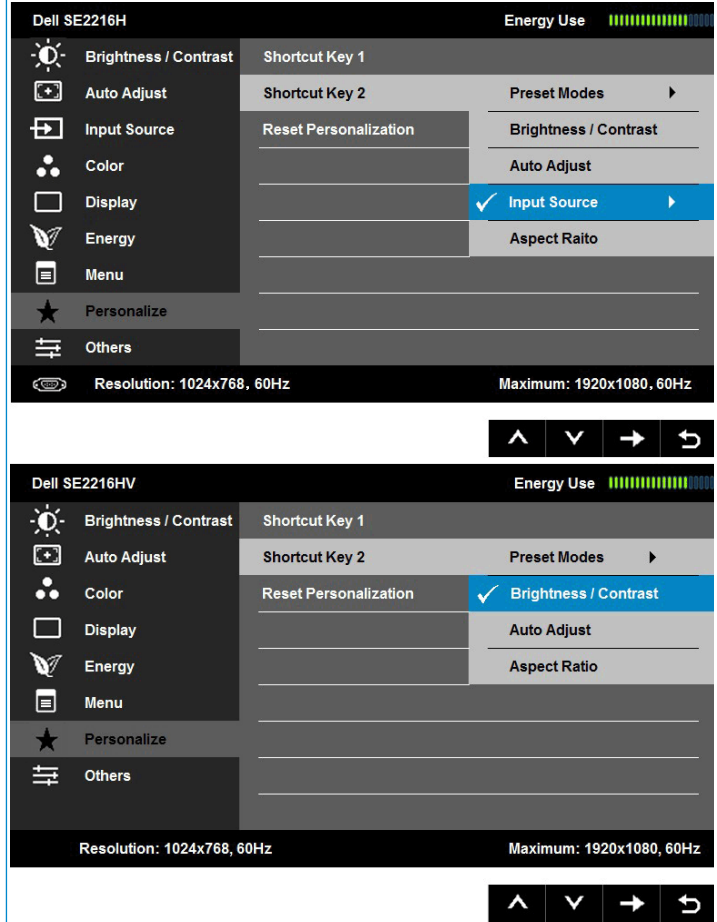 Dell SE2216H Energy Use
Brightness / Contrast Shortcut Key 1
Auto Adjust Shortcut Key 2 Preset Modes
Input Source Reset Personalization Brightness / Contrast
Color Auto Adjust
Display Input Source
Energy Aspect Raito
Menu
Personalize
Others
Resolution: 1024x768, 60Hz Maximum: 1920x1080, 60Hz
Dell SE2216HV Energy Use
Brightness / Contrast Shortcut Key 1
Auto Adjust Shortcut Key 2 Preset Modes
Color Reset Personalization Brightness / Contrast
Display Auto Adjust
Energy Aspect Ratio
Menu
Personalize
Others
Resolution: 1024x768, 60Hz Maximum: 1920x1080, 60Hz